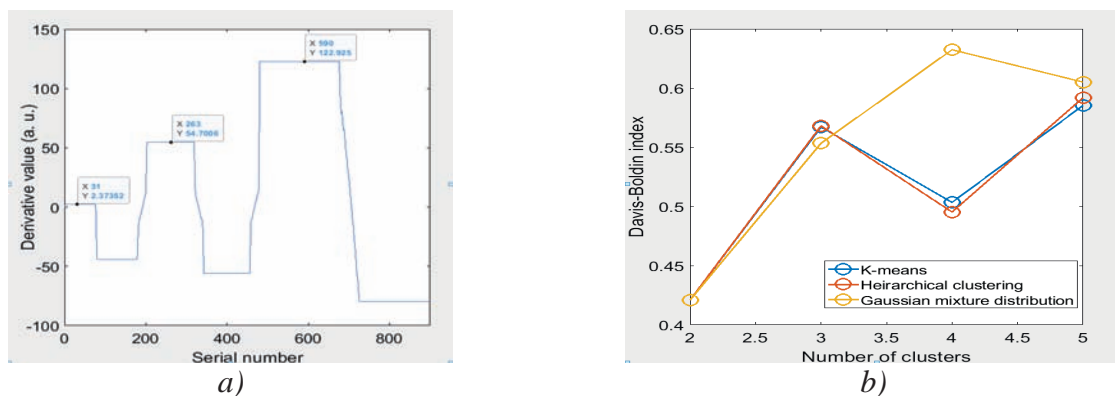 150
100
50
0
-50
-100
0
200
400
600
800
Derivative value (a. u.)
Serial number
X 31
Y 2.37352
X 263
Y 54.7086
X 590
Y 122.925
a)
0.65
0.6
0.55
0.5
0.45
0.4
2
2.5
3
3.5
4
4.5
5
Davis-Boldin index
Number of clusters
K-means
Heirarchical clustering
Gaussian mixture distribution
b)